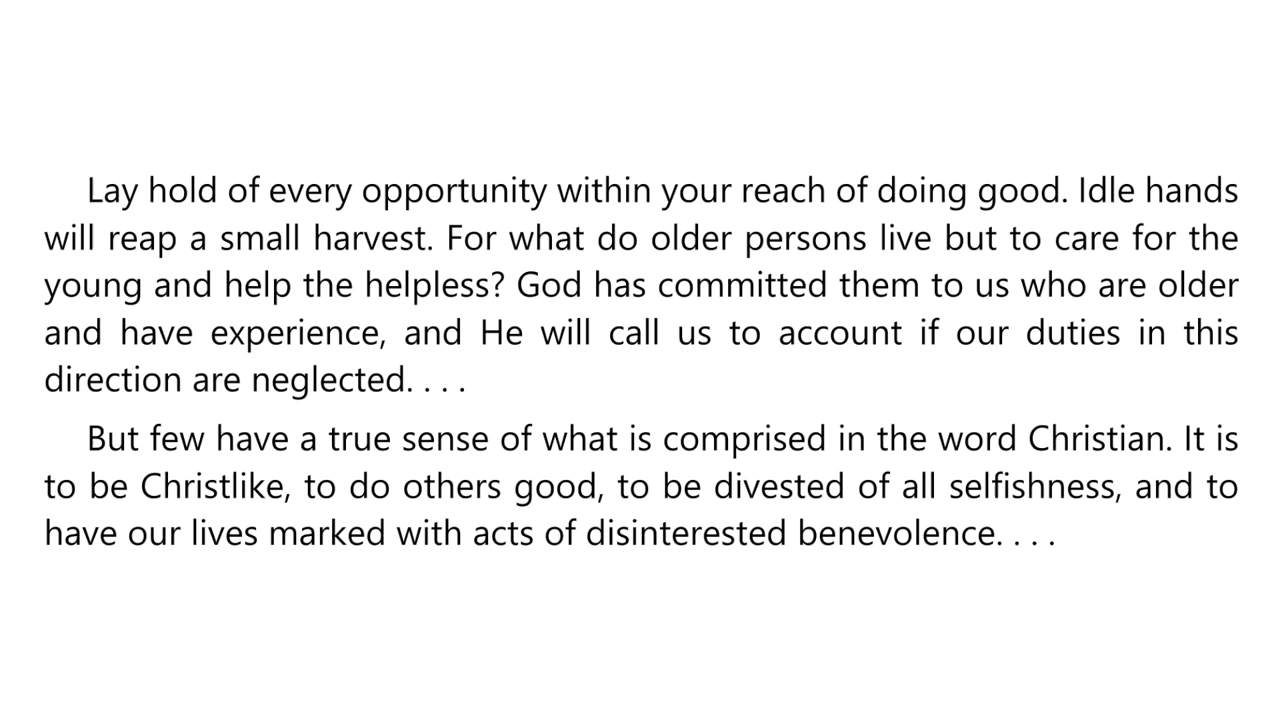 Lay hold of every opportunity within your reach of doing good. Idle hands
will reap a small harvest. For what do older persons live but to care for the
young and help the helpless? God has committed them to us who are older
and have experience, and He will call us to account if our duties in this
direction are neglected. . . .
But few have a true sense of what is comprised in the word Christian. It is
to be Christlike, to do others good, to be divested of all selfishness, and to
have our lives marked with acts of disinterested benevolence. . . .